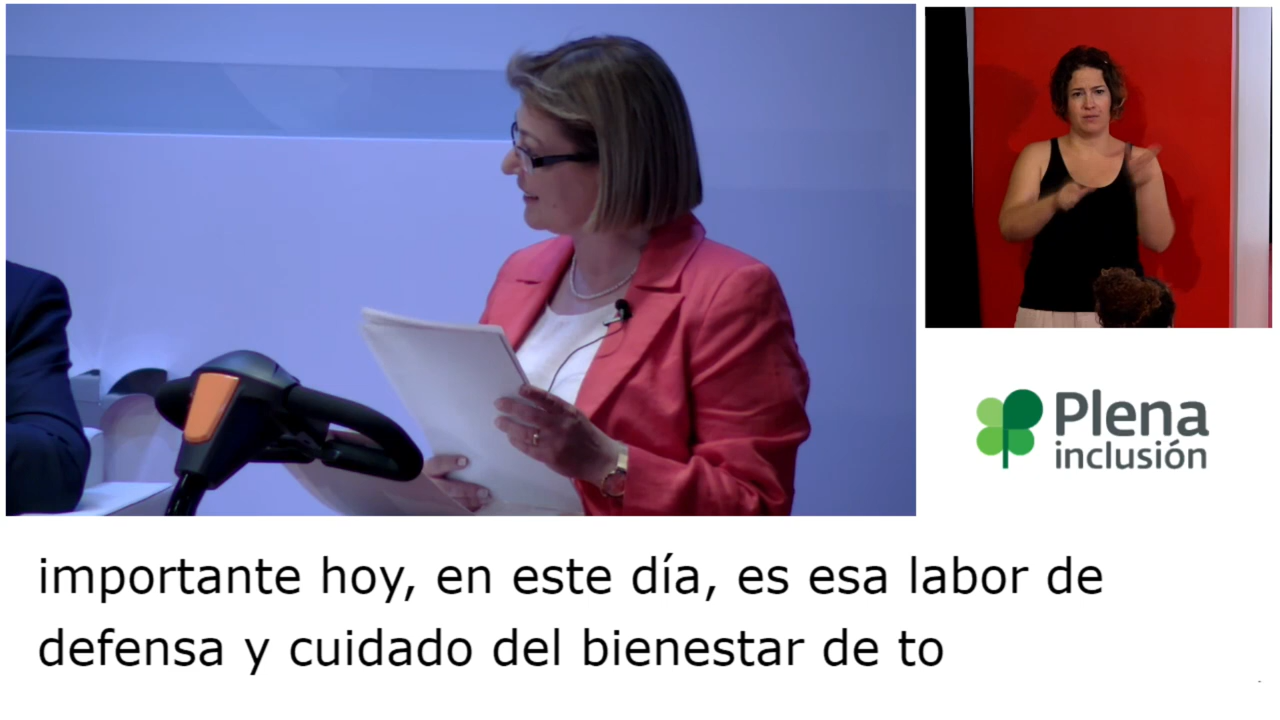 Plena
inclusión
importante hoy, en este día, es esa labor de
defensa y cuidado del bienestar de to